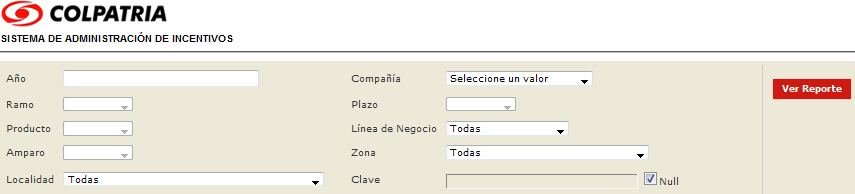 COLPATRIA
SISTEMA DE ADMINISTRACIÓN DE INCENTIVOS
Año
Compañía Seleccione un valor
Ver Reporte
Ramo
Plazo
Producto
Línea de Negocio Todas
Amparo
Zona Todas
Localidad Todas
Clave Null